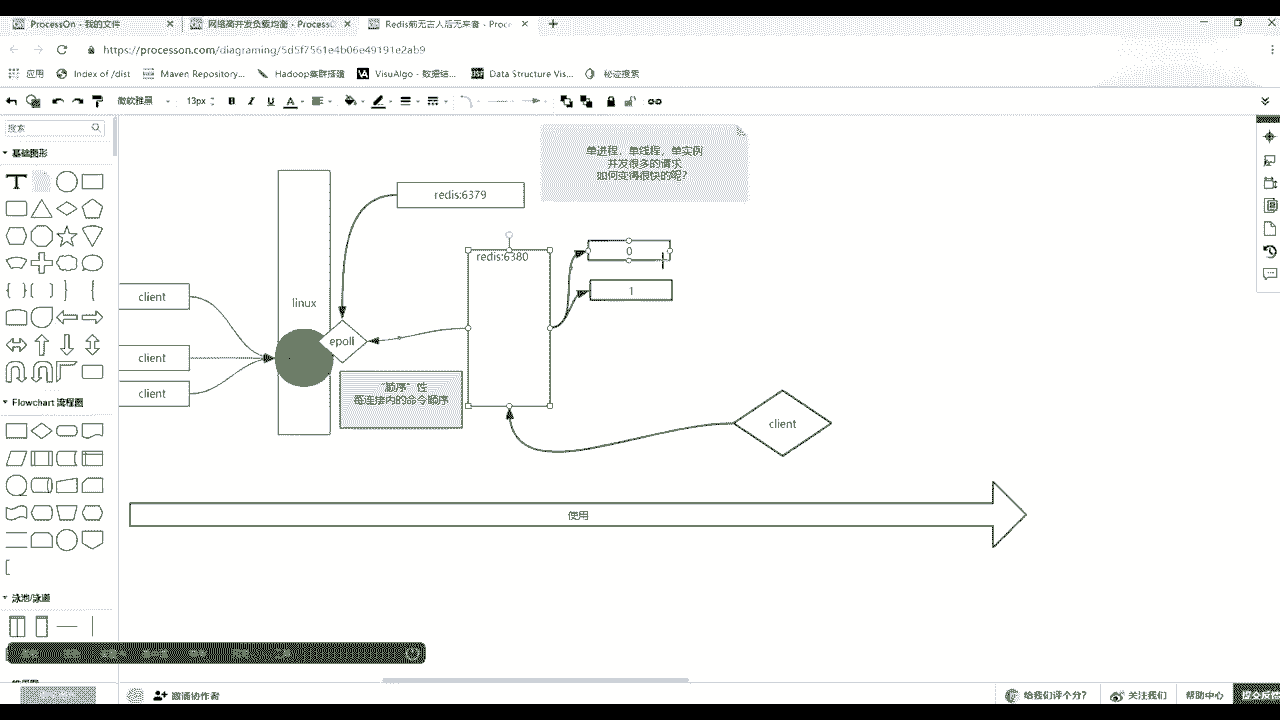 ProcessOn - 我的文件
网络高并发负载均衡 - ProcessO
Redis前无古人后无来者 - Proce
https://processon.com/diagraming/5d5f7561e4b06e49191e2ab9
应用
Index of /dist
Maven Repository...
Hadoop集群搭建
VisuAlgo - 数据结...
Data Structure Vis...
秘迹搜索
微软雅黑
13px
搜索
基础图形
单进程，单线程，单实例
并发很多的请求
如何变得很快的呢?
redis:6379
redis:6380
0
1
linux
epoll
client
client
client
"顺序"性
每连接内的命令顺序
client
使用
Flowchart 流程图
泳池/泳道
邀请协作者
给我们评个分?
关注我们
帮助中心
提交反馈